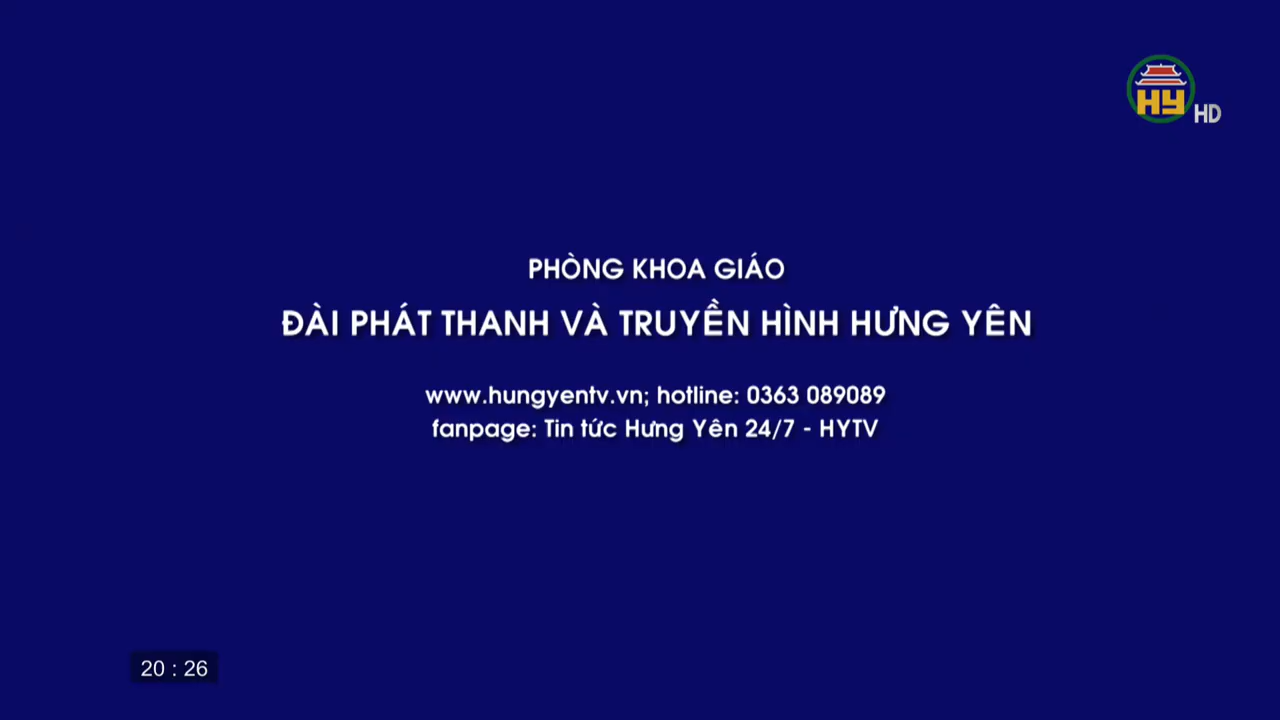 HY HD
PHÒNG KHOA GIÁO
ĐÀI PHÁT THANH VÀ TRUYỀN HÌNH HƯNG YÊN
www.hungyentv.vn; hotline: 0363 089089
fanpage: Tin tức Hưng Yên 24/7 - HYTV
20 : 26